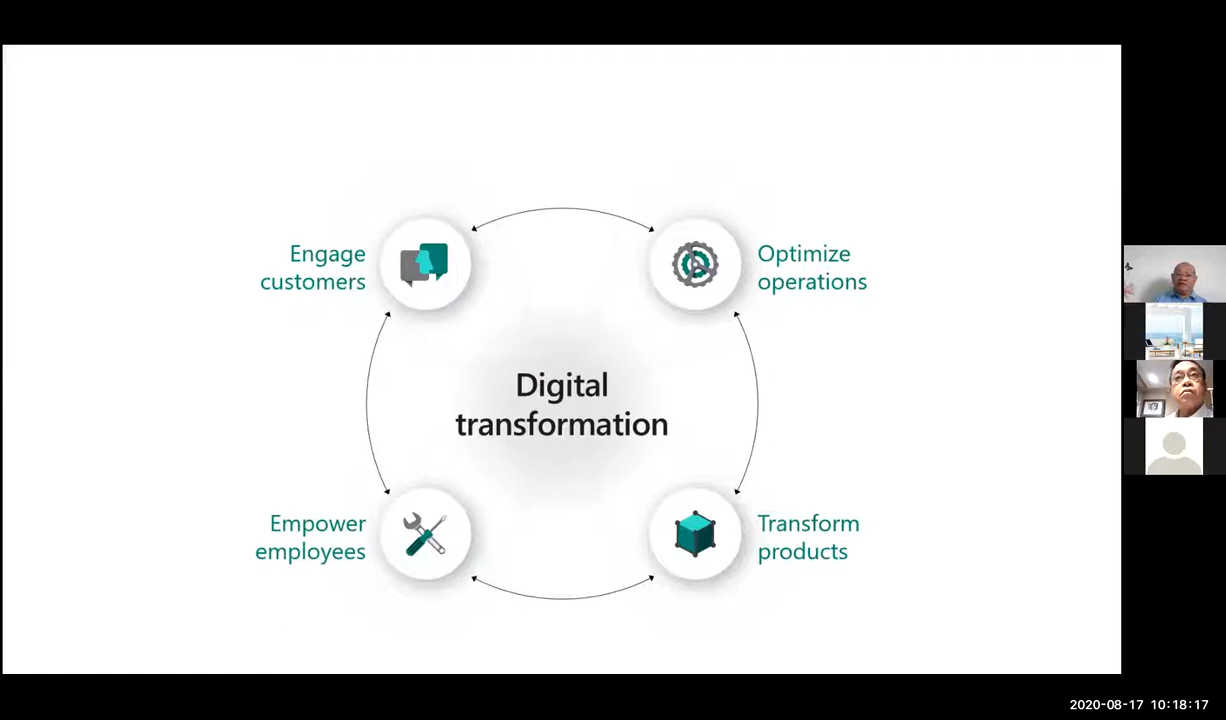 Engage
customers
Optimize
operations
Digital
transformation
Empower
employees
Transform
products
2020-08-17 10:18:17